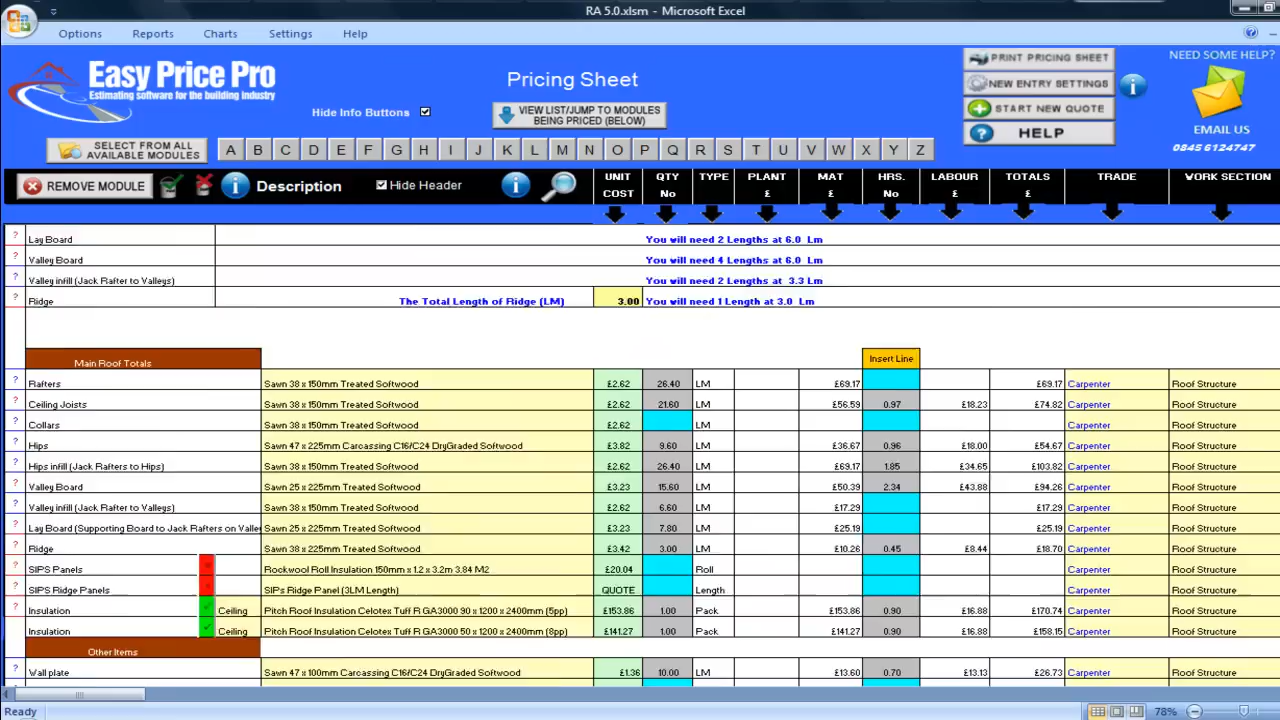 RA 5.0.xlsm - Microsoft Excel
Options Reports Charts Settings Help
Easy Price Pro
Estimating software for the building industry
Pricing Sheet
Hide Info Buttons
VIEW LIST/JUMP TO MODULES
BEING PRICED (BELOW)
PRINT PRICING SHEET
NEW ENTRY SETTINGS
START NEW QUOTE
HELP
NEED SOME HELP?
EMAIL US
0845 6124747
SELECT FROM ALL
AVAILABLE MODULES
A B C D E F G H I J K L M N O P Q R S T U V W X Y Z
REMOVE MODULE Description Hide Header UNIT COST QTY No TYPE PLANT £ MAT £ HRS. No LABOUR £ TOTALS £ TRADE WORK SECTION
? Lay Board You will need 2 Lengths at 6.0 Lm
? Valley Board You will need 4 Lengths at 6.0 Lm
? Valley infill (Jack Rafter to Valleys) You will need 2 Lengths at 3.3 Lm
? Ridge The Total Length of Ridge (LM) 3.00 You will need 1 Length at 3.0 Lm
Main Roof Totals Insert Line
? Rafters Sawn 38 x 150mm Treated Softwood £2.62 26.40 LM £69.17 £69.17 Carpenter Roof Structure
? Ceiling Joists Sawn 38 x 150mm Treated Softwood £2.62 21.60 LM £56.59 0.97 £18.23 £74.82 Carpenter Roof Structure
? Collars Sawn 38 x 150mm Treated Softwood £2.62 LM Carpenter Roof Structure
? Hips Sawn 47 x 225mm Carcassing C16/C24 DryGraded Softwood £3.82 9.60 LM £36.67 0.96 £18.00 £54.67 Carpenter Roof Structure
? Hips infill (Jack Rafters to Hips) Sawn 38 x 150mm Treated Softwood £2.62 26.40 LM £69.17 1.85 £34.65 £103.82 Carpenter Roof Structure
? Valley Board Sawn 25 x 225mm Treated Softwood £3.23 15.60 LM £50.39 2.34 £43.88 £94.26 Carpenter Roof Structure
? Valley infill (Jack Rafter to Valleys) Sawn 38 x 150mm Treated Softwood £2.62 6.60 LM £17.29 £17.29 Carpenter Roof Structure
? Lay Board (Supporting Board to Jack Rafters on Valley Sawn 25 x 225mm Treated Softwood £3.23 7.80 LM £25.19 £25.19 Carpenter Roof Structure
? Ridge Sawn 38 x 225mm Treated Softwood £3.42 3.00 LM £10.26 0.45 £8.44 £18.70 Carpenter Roof Structure
? SIPS Panels Rockwool Roll Insulation 150mm x 1.2 x 3.2m 3.84 M2 £20.04 Roll Carpenter Roof Structure
? SIPS Ridge Panels SIPs Ridge Panel (3LM Length) QUOTE Length Carpenter Roof Structure
? Insulation Ceiling Pitch Roof Insulation Celotex Tuff R GA3000 90 x 1200 x 2400mm (5pp) £153.86 1.00 Pack £153.86 0.90 £16.88 £170.74 Carpenter Roof Structure
Insulation Ceiling Pitch Roof Insulation Celotex Tuff R GA3000 50 x 1200 x 2400mm (8pp) £141.27 1.00 Pack £141.27 0.90 £16.88 £158.15 Carpenter Roof Structure
Other Items
? Wall plate Sawn 47 x 100mm Carcassing C16/C24 DryGraded Softwood £1.36 10.00 LM £13.60 0.70 £13.13 £26.73 Carpenter Roof Structure
Ready 78%